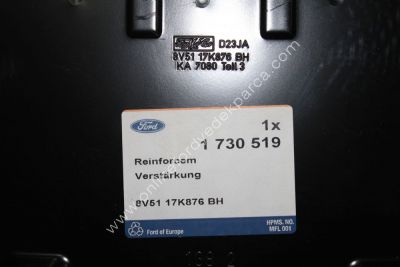 D23JA
8V51 17K876 BH
KA 7080 Teil 3
Ford
1x
1 730 519
Reinforcem
Verstärkung
8V51 17K876 BH
Ford of Europe
HPMS. NO.
MFL 001